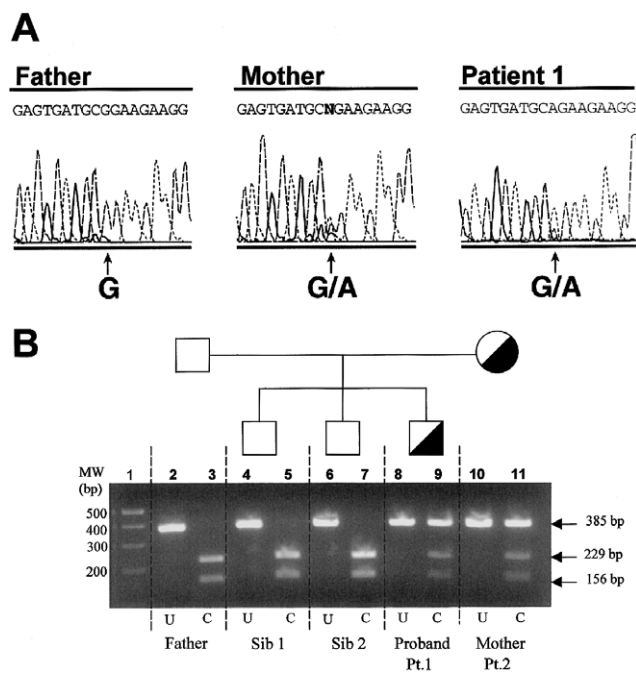 A
Father
Mother
Patient 1
GAGTGATGCGGAAGAAGG
GAGTGATGCNGAAGAAGG
GAGTGATGCAGAAGAAGG
G
G/A
G/A
B
MW
(bp)
1 2 3 4 5 6 7 8 9 10 11
500
400
300
200
385 bp
229 bp
156 bp
U C U C U C U C U C
Father Sib 1 Sib 2 Proband Mother
Pt.1 Pt.2